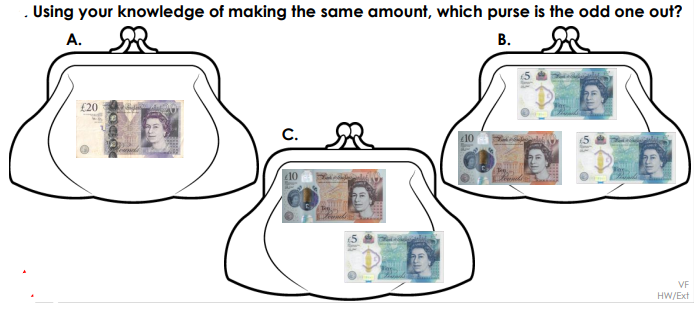 . Using your knowledge of making the same amount, which purse is the odd one out?
A.
B.
£20
£5
£10
£5
C.
£10
£5
VF
HW/Ext